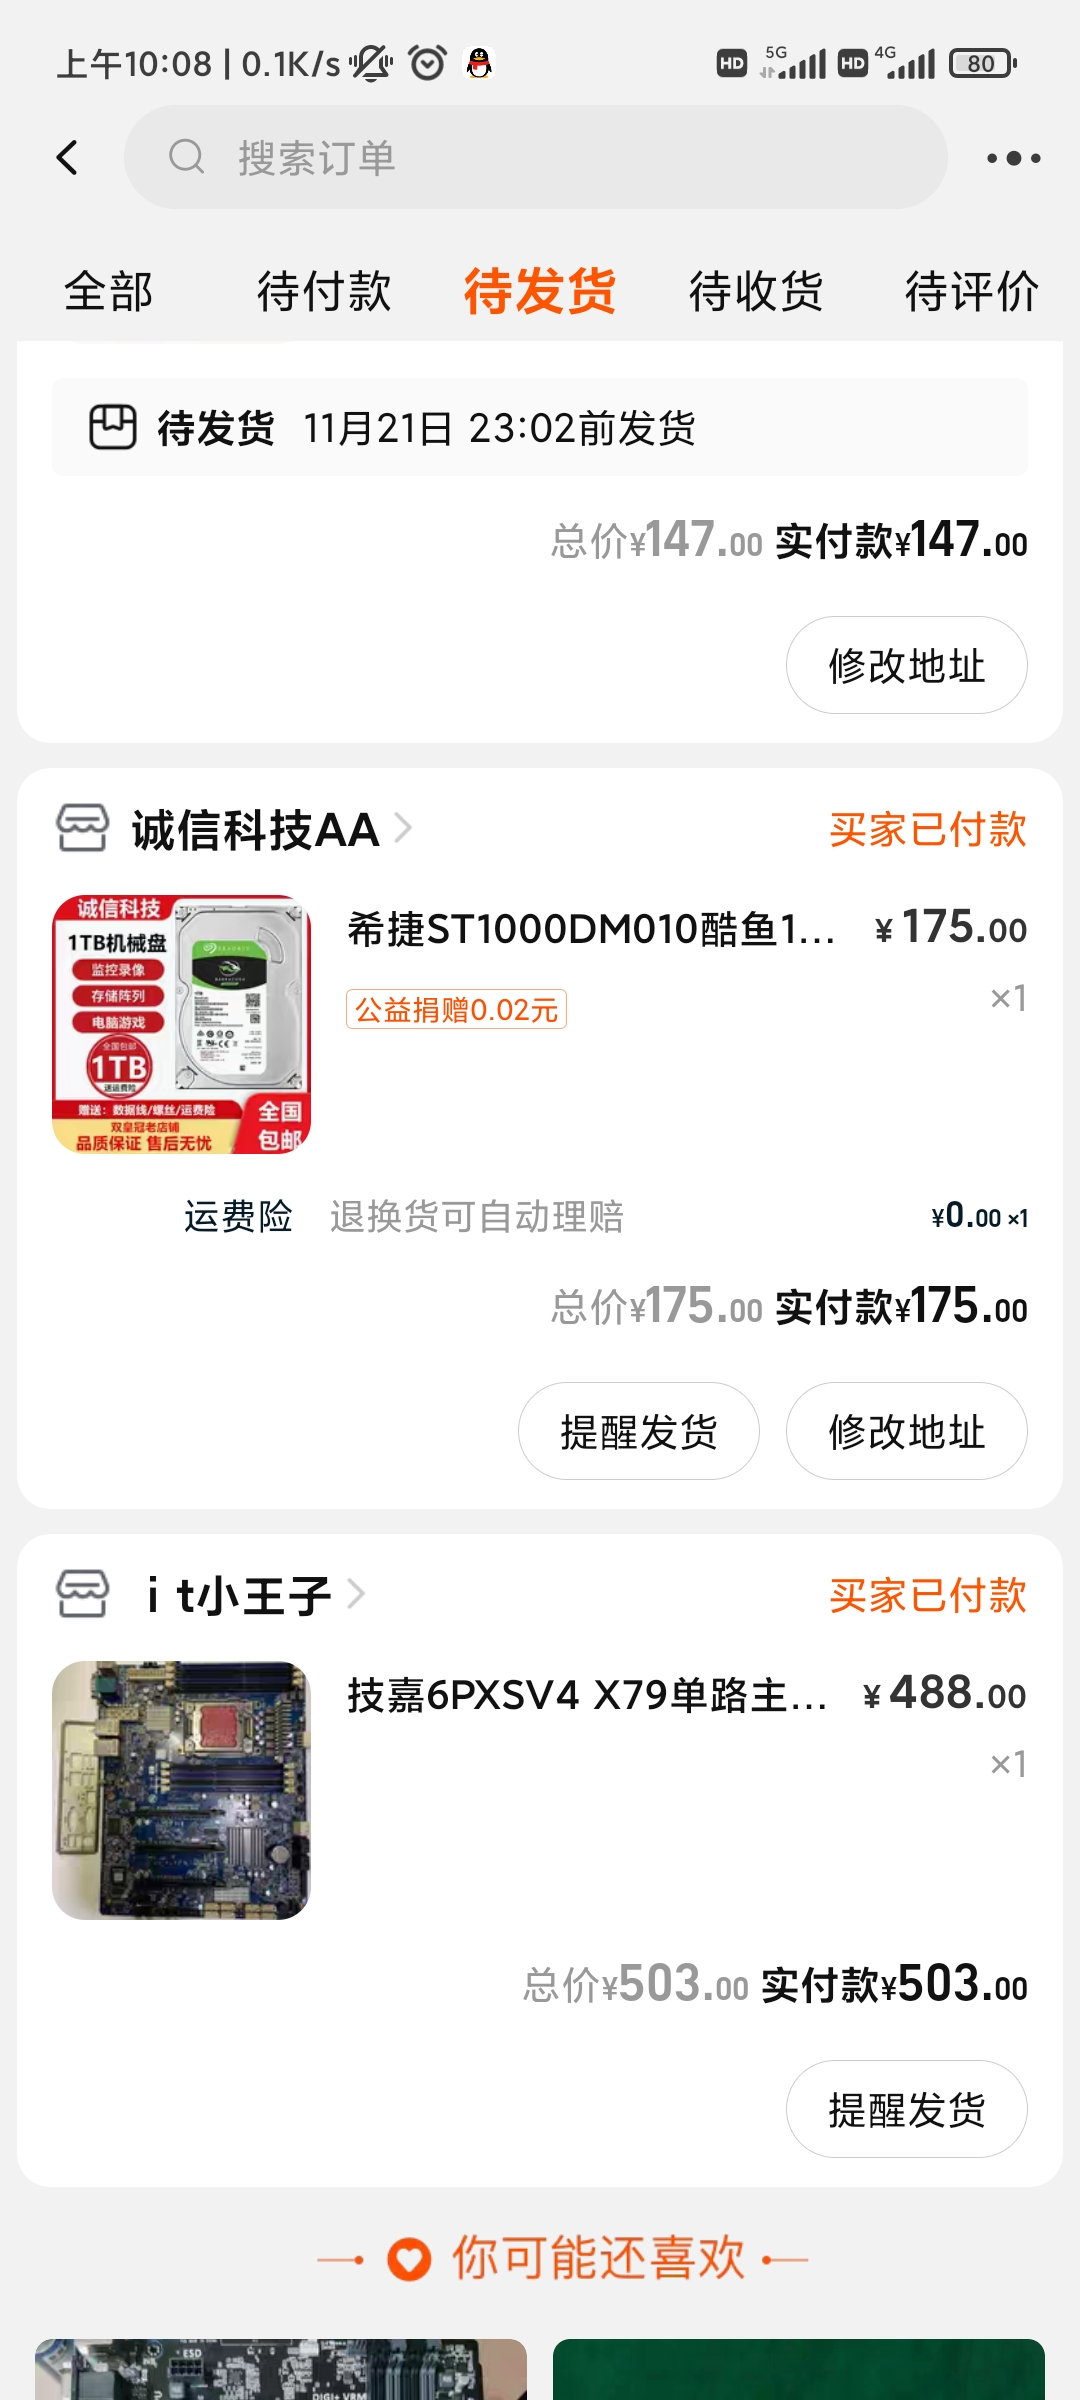 上午10:08 | 0.1K/s
HD 5G HD 4G 80
搜索订单
全部 待付款 待发货 待收货 待评价
待发货 11月21日 23:02前发货
总价¥147.00 实付款¥147.00
修改地址
诚信科技AA 买家已付款
诚信科技
1TB机械盘
监控录像
存储阵列
电脑游戏
全国包邮
1TB
送运费险
赠送：数据线/螺丝/运费险
双皇冠老店铺
品质保证 售后无忧
全国
包邮
希捷ST1000DM010酷鱼1... ¥175.00
公益捐赠0.02元
×1
运费险 退换货可自动理赔 ¥0.00 ×1
总价¥175.00 实付款¥175.00
提醒发货 修改地址
i t小王子 买家已付款
技嘉6PXSV4 X79单路主... ¥488.00
×1
总价¥503.00 实付款¥503.00
提醒发货
你可能还喜欢
ESD
DIGI+ VRM